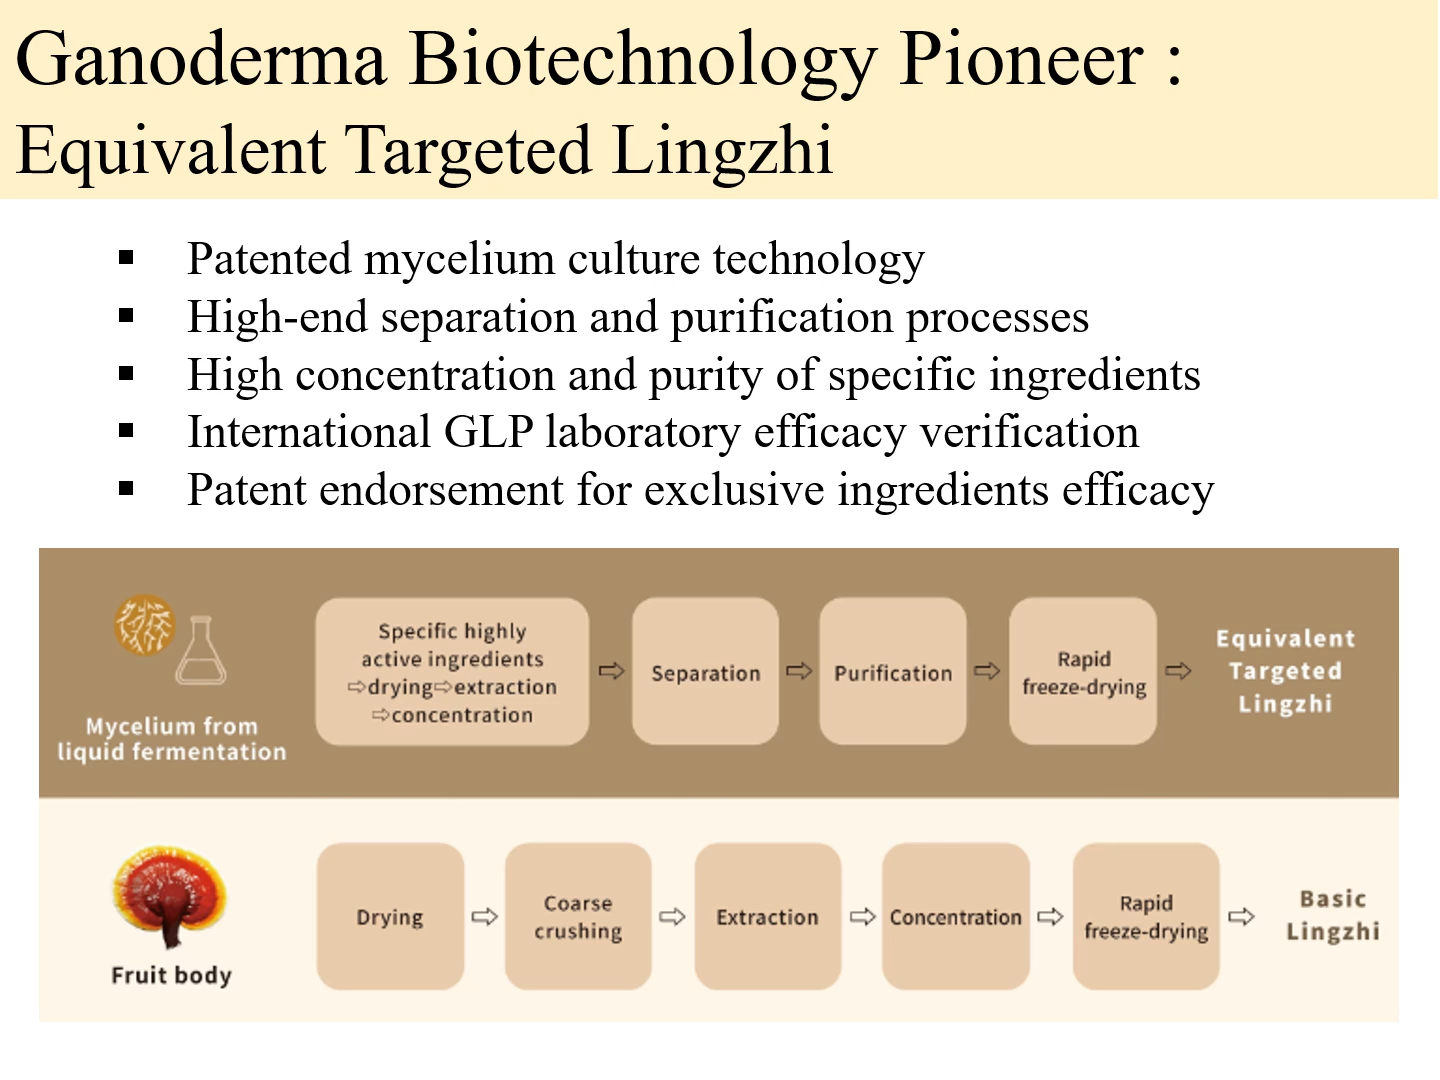 Ganoderma Biotechnology Pioneer :
Equivalent Targeted Lingzhi
▪ Patented mycelium culture technology
▪ High-end separation and purification processes
▪ High concentration and purity of specific ingredients
▪ International GLP laboratory efficacy verification
▪ Patent endorsement for exclusive ingredients efficacy
Mycelium from
liquid fermentation
Specific highly
active ingredients
⇨drying⇨extraction
⇨concentration
⇨
Separation
⇨
Purification
⇨
Rapid
freeze-drying
⇨
Equivalent
Targeted
Lingzhi
Fruit body
Drying
⇨
Coarse
crushing
⇨
Extraction
⇨
Concentration
⇨
Rapid
freeze-drying
⇨
Basic
Lingzhi